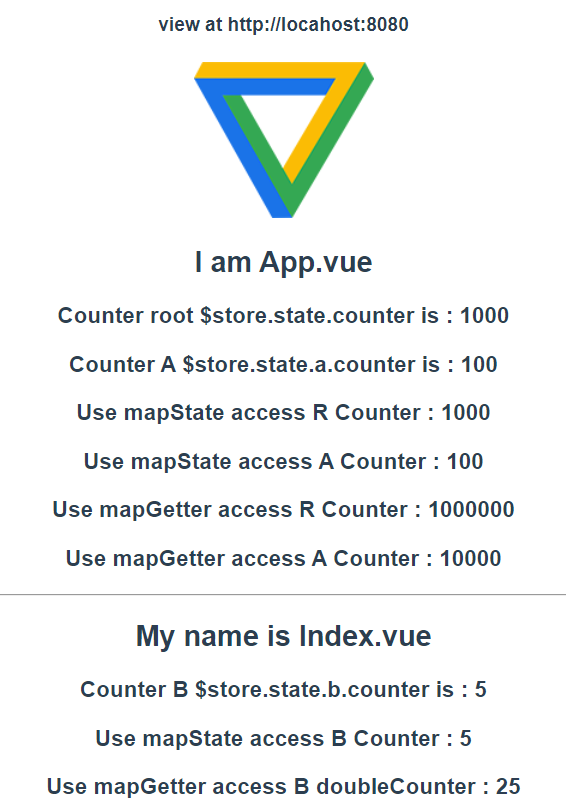 view at http://locahost:8080
I am App.vue
Counter root $store.state.counter is : 1000
Counter A $store.state.a.counter is : 100
Use mapState access R Counter : 1000
Use mapState access A Counter : 100
Use mapGetter access R Counter : 1000000
Use mapGetter access A Counter : 10000
My name is Index.vue
Counter B $store.state.b.counter is : 5
Use mapState access B Counter : 5
Use mapGetter access B doubleCounter : 25